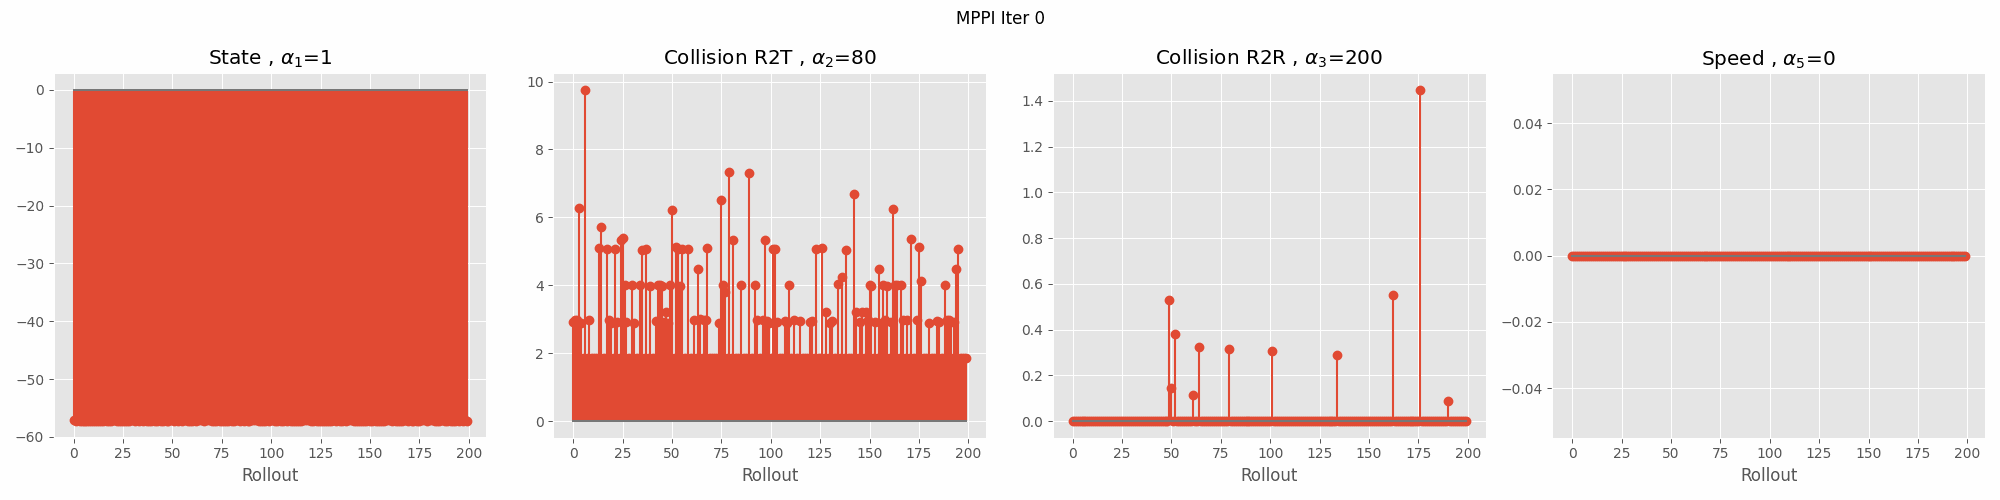 MPPI Iter 0
State , α₁=1
0
−10
−20
−30
−40
−50
−60
0 25 50 75 100 125 150 175 200
Rollout
Collision R2T , α₂=80
10
8
6
4
2
0
0 25 50 75 100 125 150 175 200
Rollout
Collision R2R , α₃=200
1.4
1.2
1.0
0.8
0.6
0.4
0.2
0.0
0 25 50 75 100 125 150 175 200
Rollout
Speed , α₅=0
0.04
0.02
0.00
−0.02
−0.04
0 25 50 75 100 125 150 175 200
Rollout